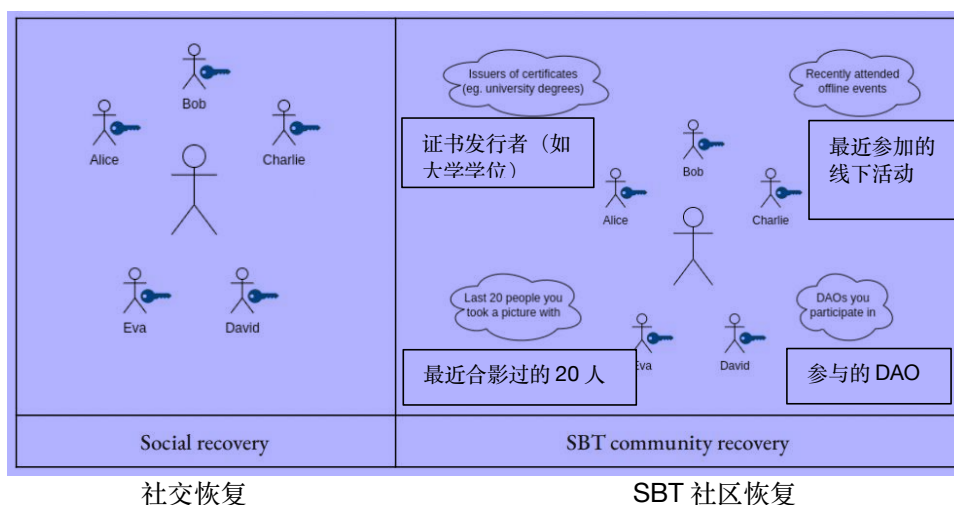 Bob
Alice
Charlie
Eva
David
Social recovery
Issuers of certificates
(eg. university degrees)
证书发行者（如
大学学位）
Recently attended
offline events
最近参加的
线下活动
Bob
Alice
Charlie
Last 20 people you
took a picture with
最近合影过的 20 人
DAOs you
participate in
参与的 DAO
Eva
David
SBT community recovery
社交恢复
SBT 社区恢复